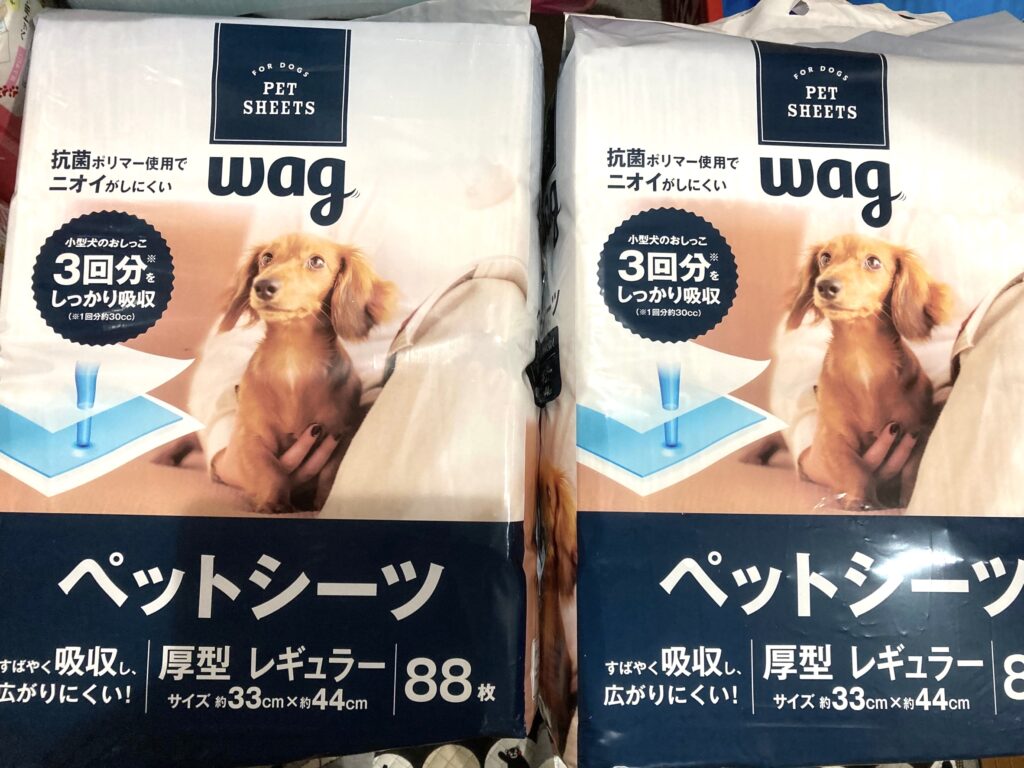 FOR DOGS
PET
SHEETS
抗菌ポリマー使用で
ニオイがしにくい
wag
小型犬のおしっこ
3回分※を
しっかり吸収
(※1回分約30cc)
ペットシーツ
すばやく吸収し、
広がりにくい!
厚型 レギュラー
サイズ 約33cm×約44cm
88枚
FOR DOGS
PET
SHEETS
抗菌ポリマー使用で
ニオイがしにくい
wag
小型犬のおしっこ
3回分※を
しっかり吸収
(※1回分約30cc)
ペットシーツ
すばやく吸収し、
広がりにくい!
厚型 レギュラー
サイズ 約33cm×約44cm